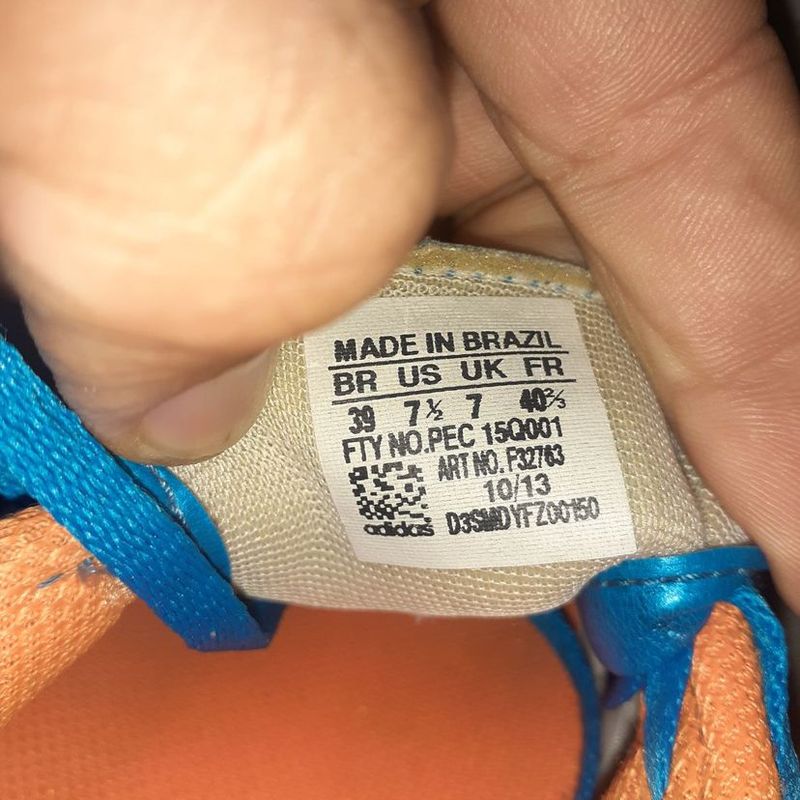 MADE IN BRAZIL
BR US UK FR
39 7½ 7 40⅔
FTY NO.PEC 15Q001
ART NO. F32763
10/13
adidas D3SMDYFZ00150